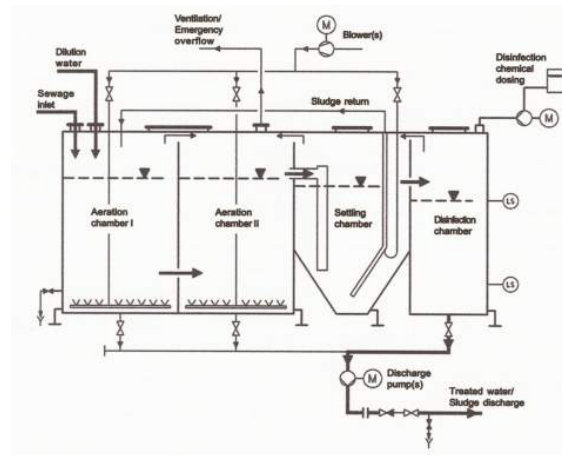 Ventilation/
Emergency
overflow
M
Blower(s)
Dilution
water
Disinfection
chemical
dosing
Sewage
inlet
Sludge return
M
Aeration
chamber I
Aeration
chamber II
Settling
chamber
Disinfection
chamber
LS
LS
M
Discharge
pump(s)
Treated water/
Sludge discharge